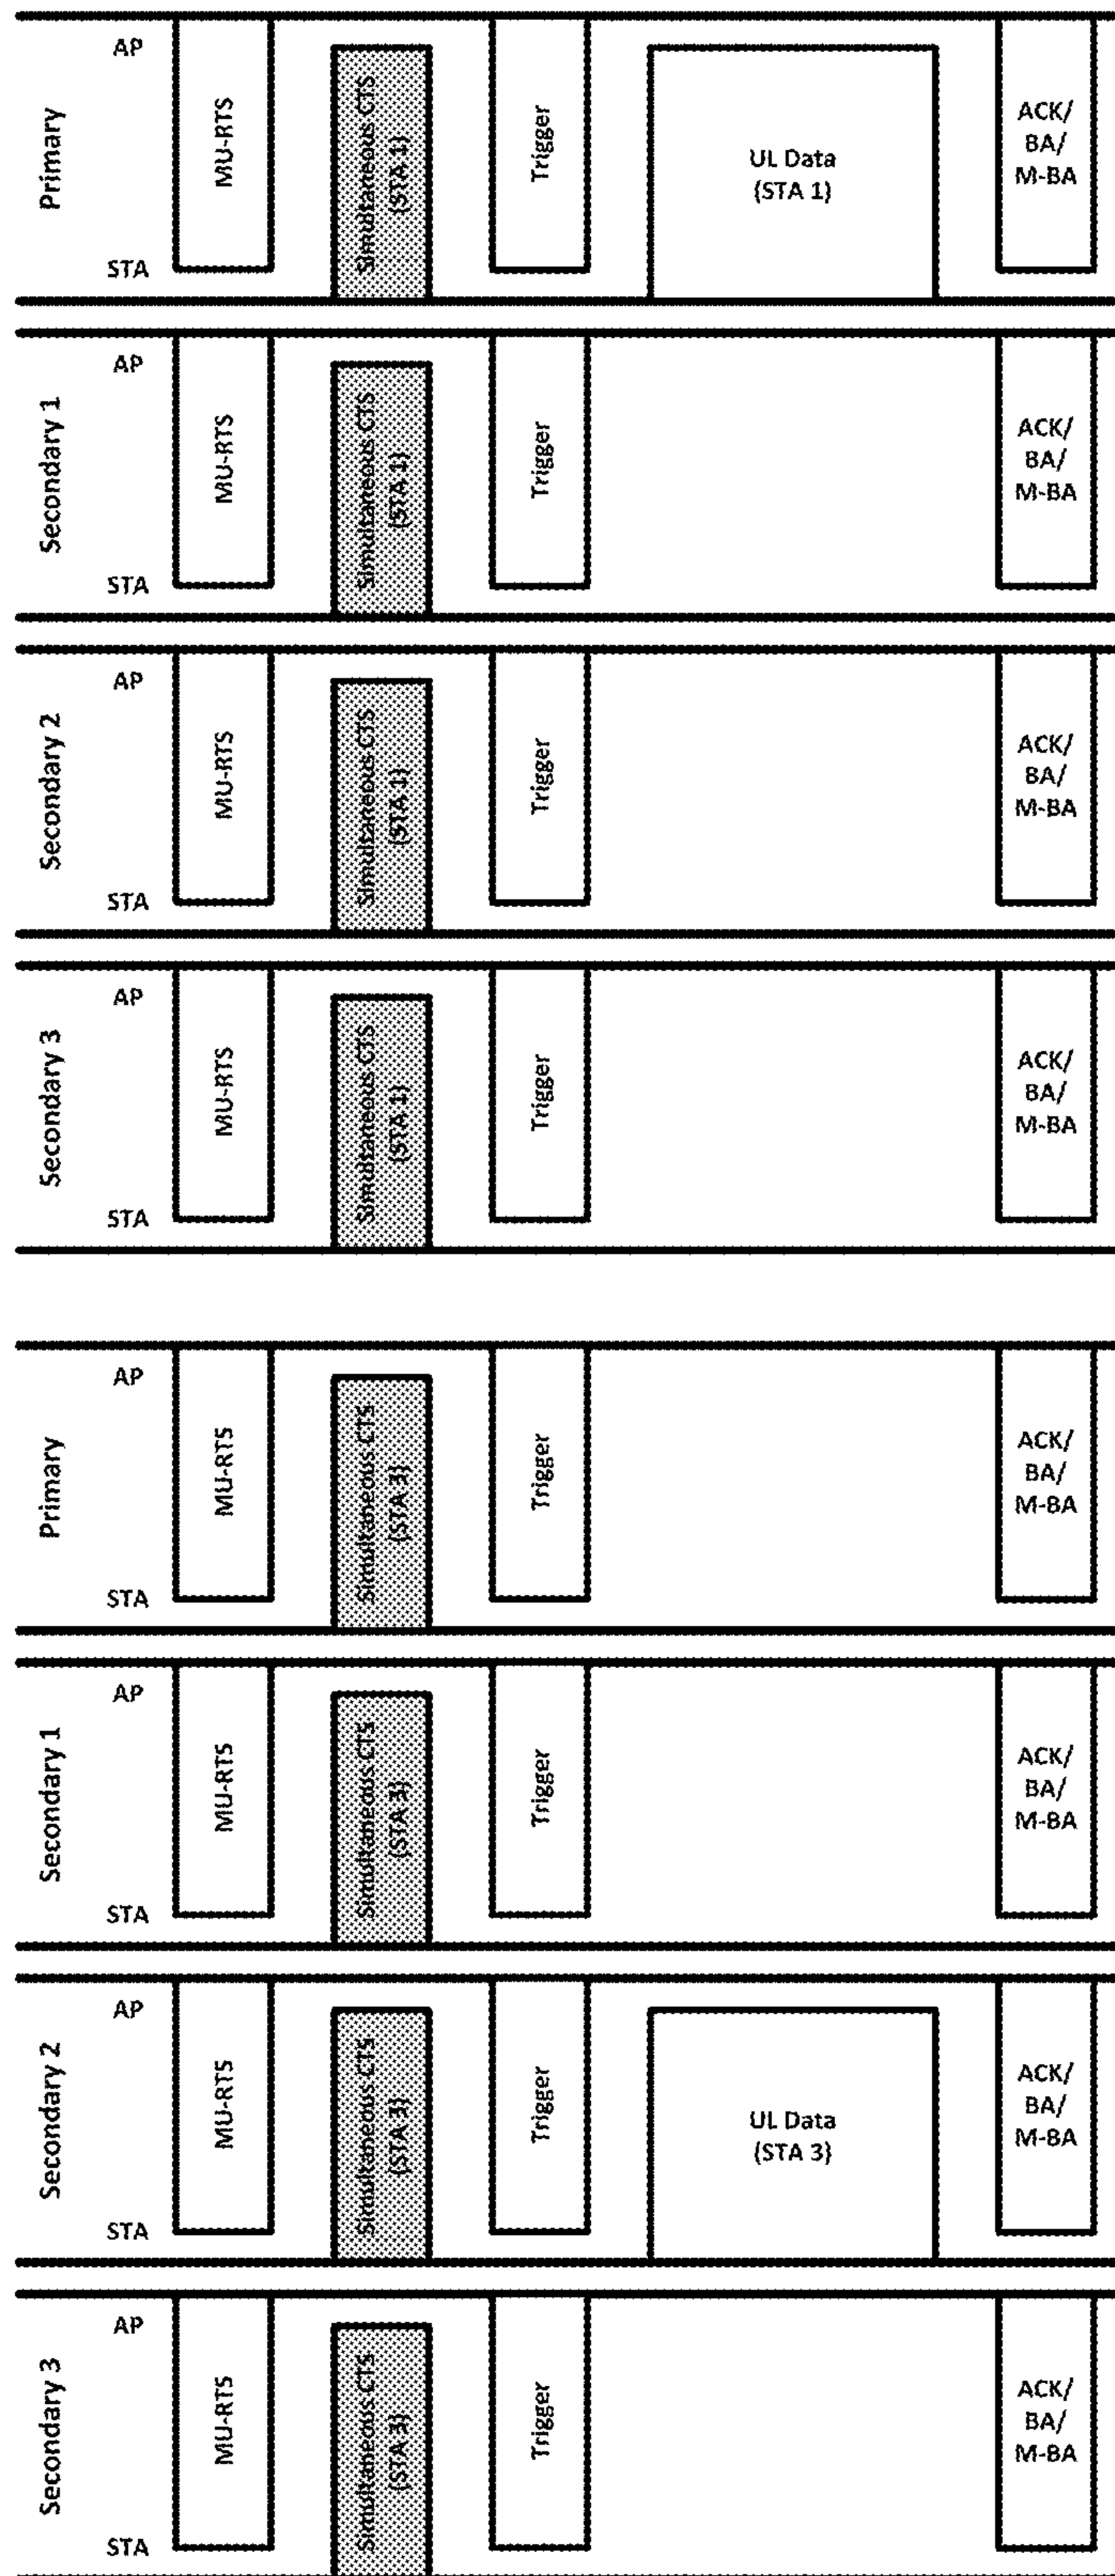 Primary
AP
STA
MU-RTS
Simultaneous CTS
(STA 1)
Trigger
UL Data
(STA 1)
ACK/
BA/
M-BA
Secondary 1
AP
STA
MU-RTS
Simultaneous CTS
(STA 1)
Trigger
ACK/
BA/
M-BA
Secondary 2
AP
STA
MU-RTS
Simultaneous CTS
(STA 1)
Trigger
ACK/
BA/
M-BA
Secondary 3
AP
STA
MU-RTS
Simultaneous CTS
(STA 1)
Trigger
ACK/
BA/
M-BA
Primary
AP
STA
MU-RTS
Simultaneous CTS
(STA 3)
Trigger
ACK/
BA/
M-BA
Secondary 1
AP
STA
MU-RTS
Simultaneous CTS
(STA 3)
Trigger
ACK/
BA/
M-BA
Secondary 2
AP
STA
MU-RTS
Simultaneous CTS
(STA 3)
Trigger
UL Data
(STA 3)
ACK/
BA/
M-BA
Secondary 3
AP
STA
MU-RTS
Simultaneous CTS
(STA 3)
Trigger
ACK/
BA/
M-BA